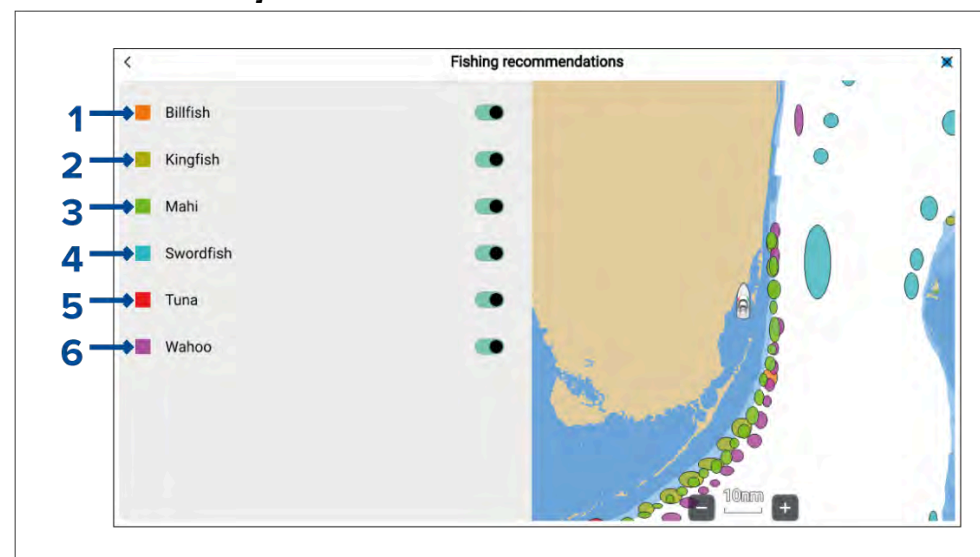 Fishing recommendations
1 Billfish
2 Kingfish
3 Mahi
4 Swordfish
5 Tuna
6 Wahoo
10nm